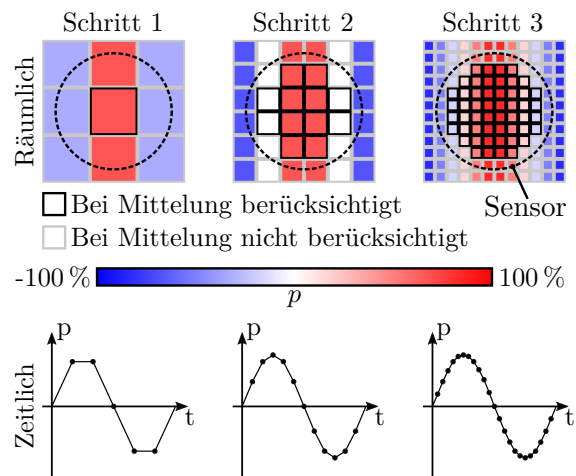 Schritt 1 Schritt 2 Schritt 3
Räumlich
Sensor
Bei Mittelung berücksichtigt
Bei Mittelung nicht berücksichtigt
-100 % 100 %
p
Zeitlich
p t p t p t